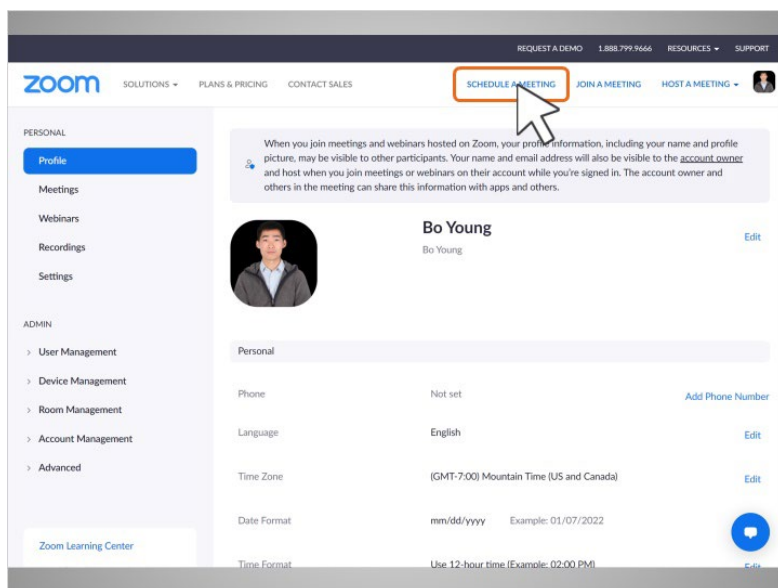 REQUEST A DEMO 1.888.799.9666 RESOURCES SUPPORT
zoom SOLUTIONS PLANS & PRICING CONTACT SALES SCHEDULE A MEETING JOIN A MEETING HOST A MEETING
PERSONAL
Profile
Meetings
Webinars
Recordings
Settings
ADMIN
User Management
Device Management
Room Management
Account Management
Advanced
Zoom Learning Center
When you join meetings and webinars hosted on Zoom, your profile information, including your name and profile
picture, may be visible to other participants. Your name and email address will also be visible to the account owner
and host when you join meetings or webinars on their account while you're signed in. The account owner and
others in the meeting can share this information with apps and others.
Bo Young
Edit
Bo Young
Personal
Phone Not set Add Phone Number
Language English Edit
Time Zone (GMT-7:00) Mountain Time (US and Canada) Edit
Date Format mm/dd/yyyy Example: 01/07/2022
Time Format Use 12-hour time (Example: 02:00 PM) Edit